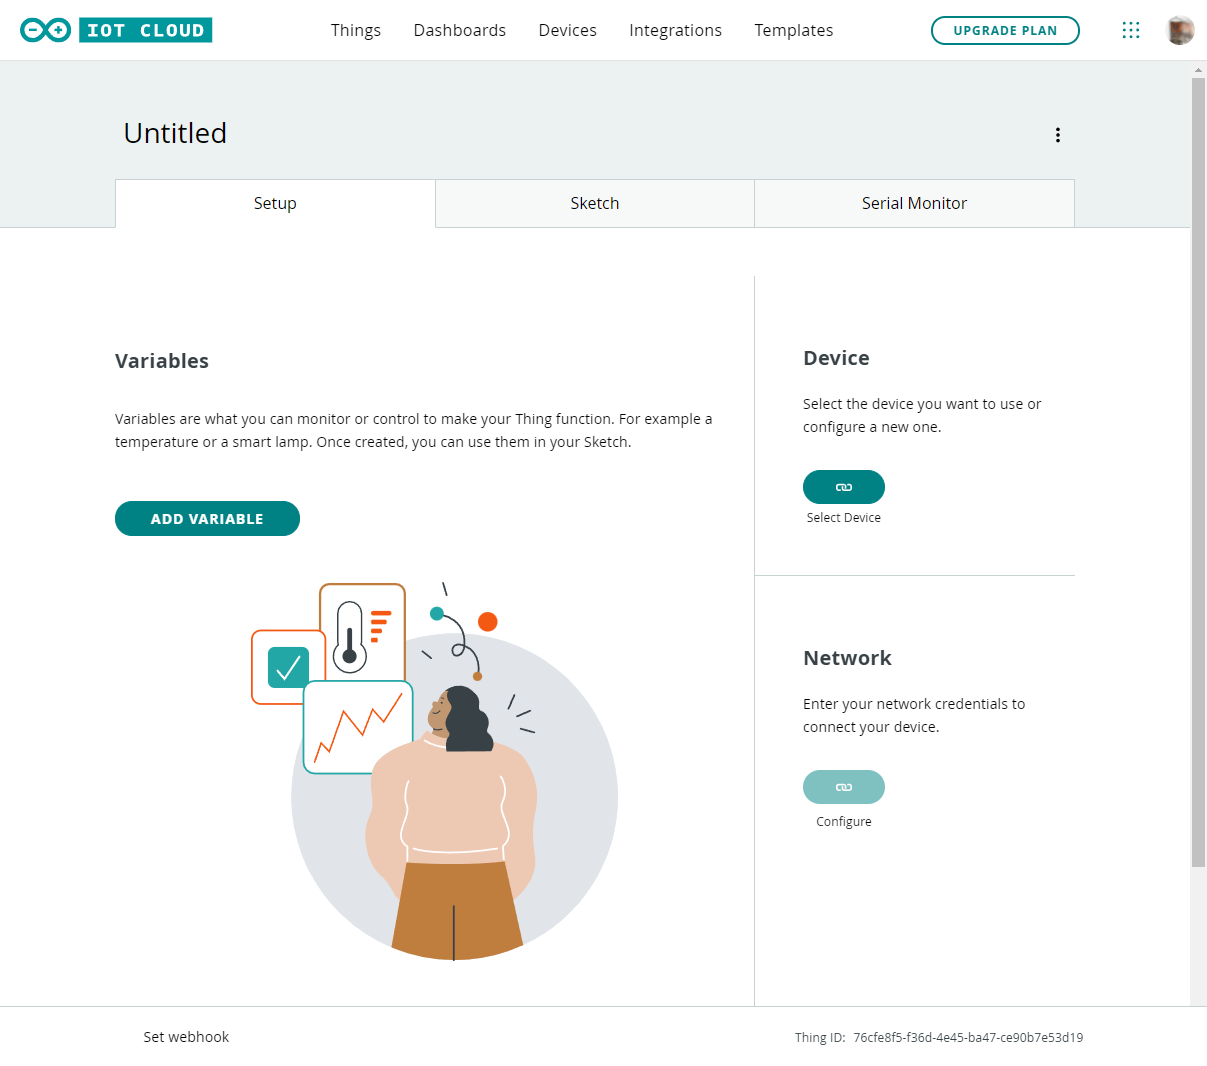 IOT CLOUD
Things
Dashboards
Devices
Integrations
Templates
UPGRADE PLAN
Untitled
Setup
Sketch
Serial Monitor
Variables
Variables are what you can monitor or control to make your Thing function. For example a
temperature or a smart lamp. Once created, you can use them in your Sketch.
ADD VARIABLE
Device
Select the device you want to use or
configure a new one.
Select Device
Network
Enter your network credentials to
connect your device.
Configure
Set webhook
Thing ID: 76cfe8f5-f36d-4e45-ba47-ce90b7e53d19